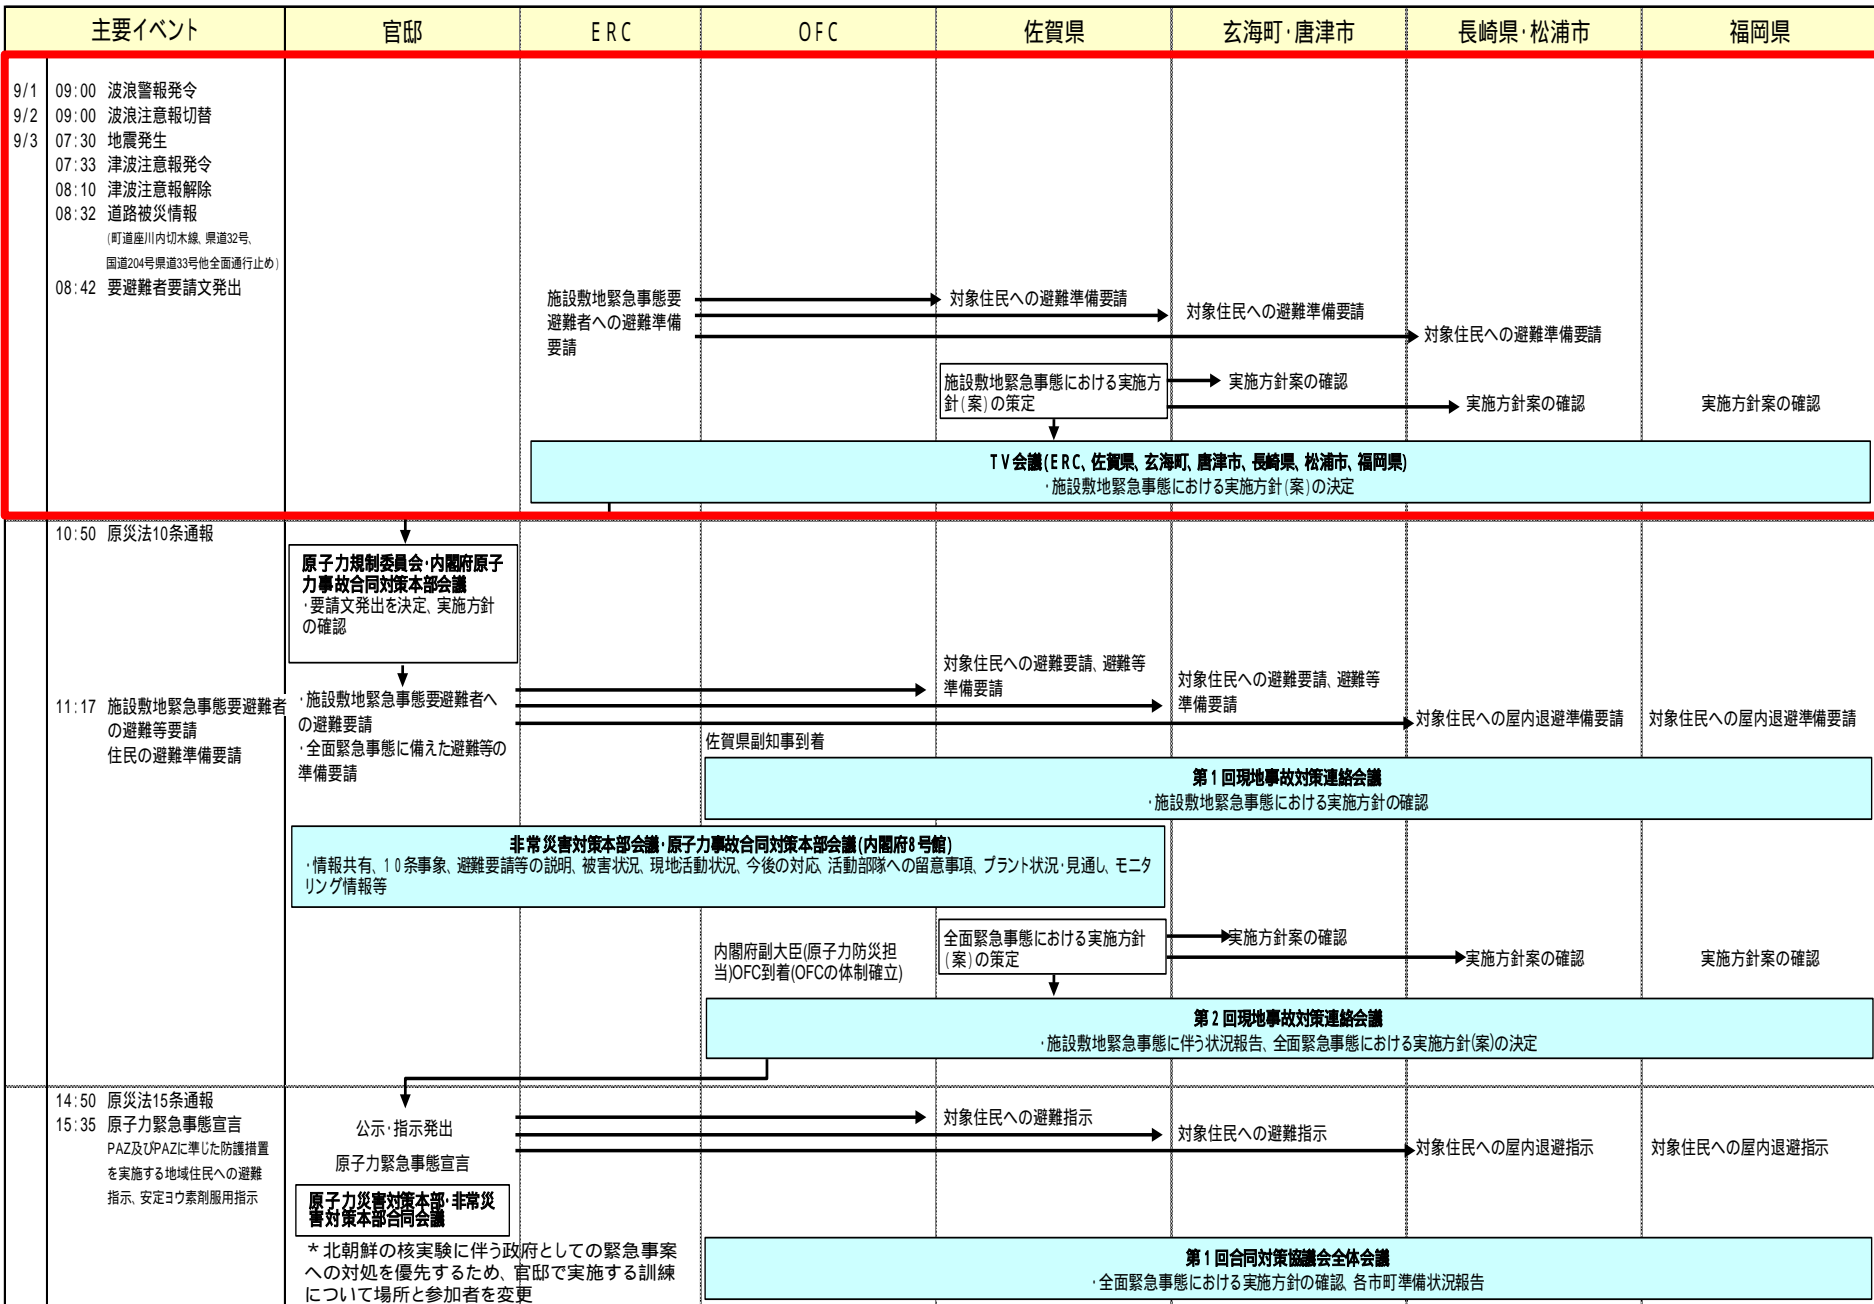 主要イベント 官邸 ERC OFC 佐賀県 玄海町・唐津市 長崎県・松浦市 福岡県
9/1 09:00 波浪警報発令
9/2 09:00 波浪注意報切替
9/3 07:30 地震発生
07:33 津波注意報発令
08:10 津波注意報解除
08:32 道路被災情報
(町道座川内切木線、県道32号、
国道204号県道33号他全面通行止め)
08:42 要避難者要請文発出
施設敷地緊急事態要
避難者への避難準備
要請
対象住民への避難準備要請
対象住民への避難準備要請
対象住民への避難準備要請
施設敷地緊急事態における実施方
針(案)の策定
実施方針案の確認
実施方針案の確認
実施方針案の確認
TV会議(ERC、佐賀県、玄海町、唐津市、長崎県、松浦市、福岡県)
・施設敷地緊急事態における実施方針(案)の決定
10:50 原災法10条通報
原子力規制委員会・内閣府原子
力事故合同対策本部会議
・要請文発出を決定、実施方針
の確認
11:17 施設敷地緊急事態要避難者
の避難等要請
住民の避難準備要請
・施設敷地緊急事態要避難者へ
の避難要請
・全面緊急事態に備えた避難等の
準備要請
対象住民への避難要請、避難等
準備要請
対象住民への避難要請、避難等
準備要請
対象住民への屋内退避準備要請
対象住民への屋内退避準備要請
佐賀県副知事到着
第1回現地事故対策連絡会議
・施設敷地緊急事態における実施方針の確認
非常災害対策本部会議・原子力事故合同対策本部会議(内閣府8号館)
・情報共有、10条事象、避難要請等の説明、被害状況、現地活動状況、今後の対応、活動部隊への留意事項、プラント状況・見通し、モニタ
リング情報等
内閣府副大臣(原子力防災担
当)OFC到着(OFCの体制確立)
全面緊急事態における実施方針
(案)の策定
実施方針案の確認
実施方針案の確認
実施方針案の確認
第2回現地事故対策連絡会議
・施設敷地緊急事態に伴う状況報告、全面緊急事態における実施方針(案)の決定
14:50 原災法15条通報
15:35 原子力緊急事態宣言
PAZ及びPAZに準じた防護措置
を実施する地域住民への避難
指示、安定ヨウ素剤服用指示
公示・指示発出
原子力緊急事態宣言
対象住民への避難指示
対象住民への避難指示
対象住民への屋内退避指示
対象住民への屋内退避指示
原子力災害対策本部・非常災
害対策本部合同会議
*北朝鮮の核実験に伴う政府としての緊急事案
への対処を優先するため、官邸で実施する訓練
について場所と参加者を変更
第1回合同対策協議会全体会議
・全面緊急事態における実施方針の確認、各市町準備状況報告